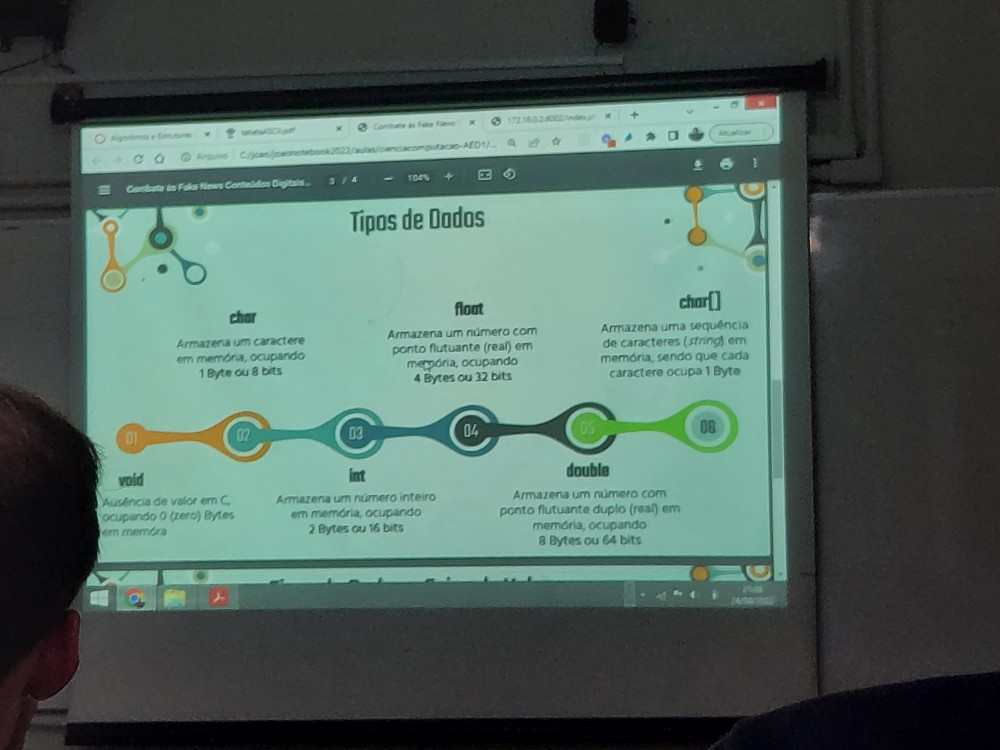 Algoritmos e Estruturas
tabelaASCII.pdf
Combate às Fake News
172.16.0.3:8002/index.p
Arquivo
C:/joao/joaonotebook2022/aulas/cienciacomputacao-AED1/...
Atualizar
Combate às Fake News Conteúdos Digitais...
3 / 4
104%
Tipos de Dados
char
Armazena um caractere
em memória, ocupando
1 Byte ou 8 bits
float
Armazena um número com
ponto flutuante (real) em
memória, ocupando
4 Bytes ou 32 bits
char[]
Armazena uma sequência
de caracteres (string) em
memória, sendo que cada
caractere ocupa 1 Byte
01
02
03
04
05
06
void
Ausência de valor em C,
ocupando 0 (zero) Bytes
em memóra
int
Armazena um número inteiro
em memória, ocupando
2 Bytes ou 16 bits
double
Armazena um número com
ponto flutuante duplo (real) em
memória, ocupando
8 Bytes ou 64 bits